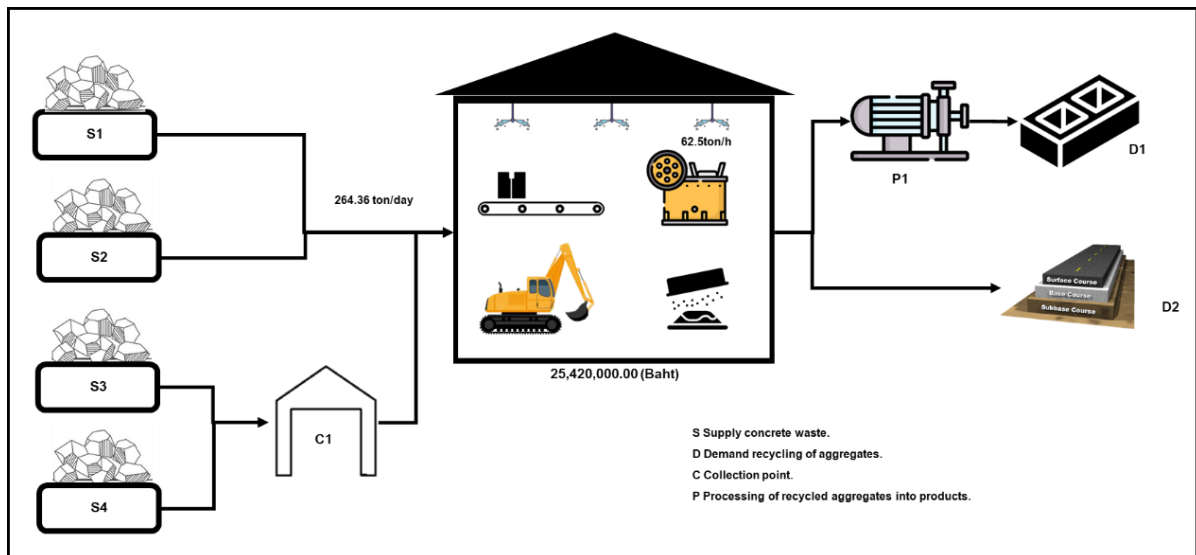 S1
S2
S3
S4
C1
264.36 ton/day
62.5ton/h
25,420,000.00 (Baht)
P1
D1
Surface Course
Base Course
Subbase Course
D2
S Supply concrete waste.
D Demand recycling of aggregates.
C Collection point.
P Processing of recycled aggregates into products.